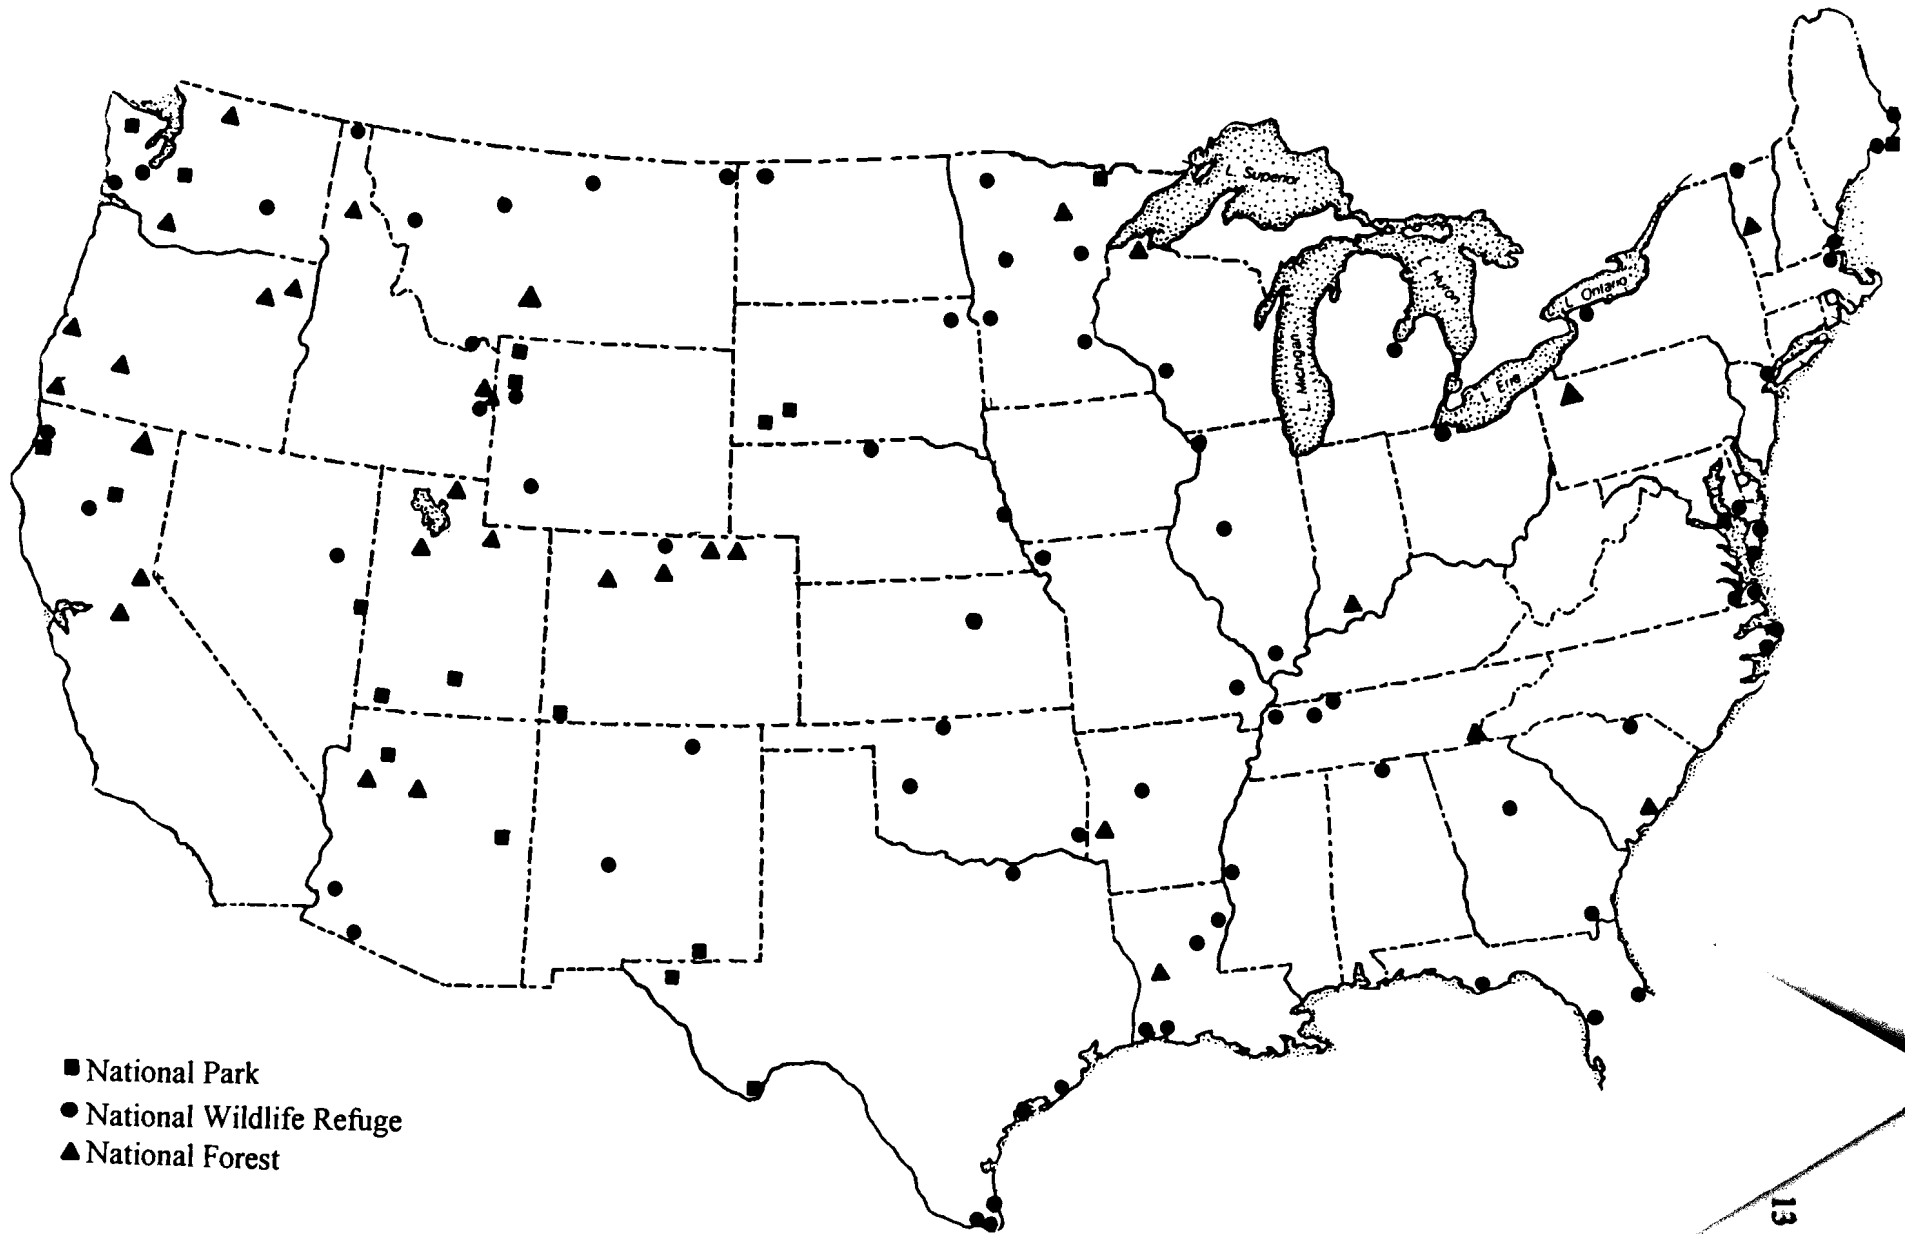 L. Superior
L. Huron
L. Michigan
L. Ontario
L. Erie
National Park
National Wildlife Refuge
National Forest
13